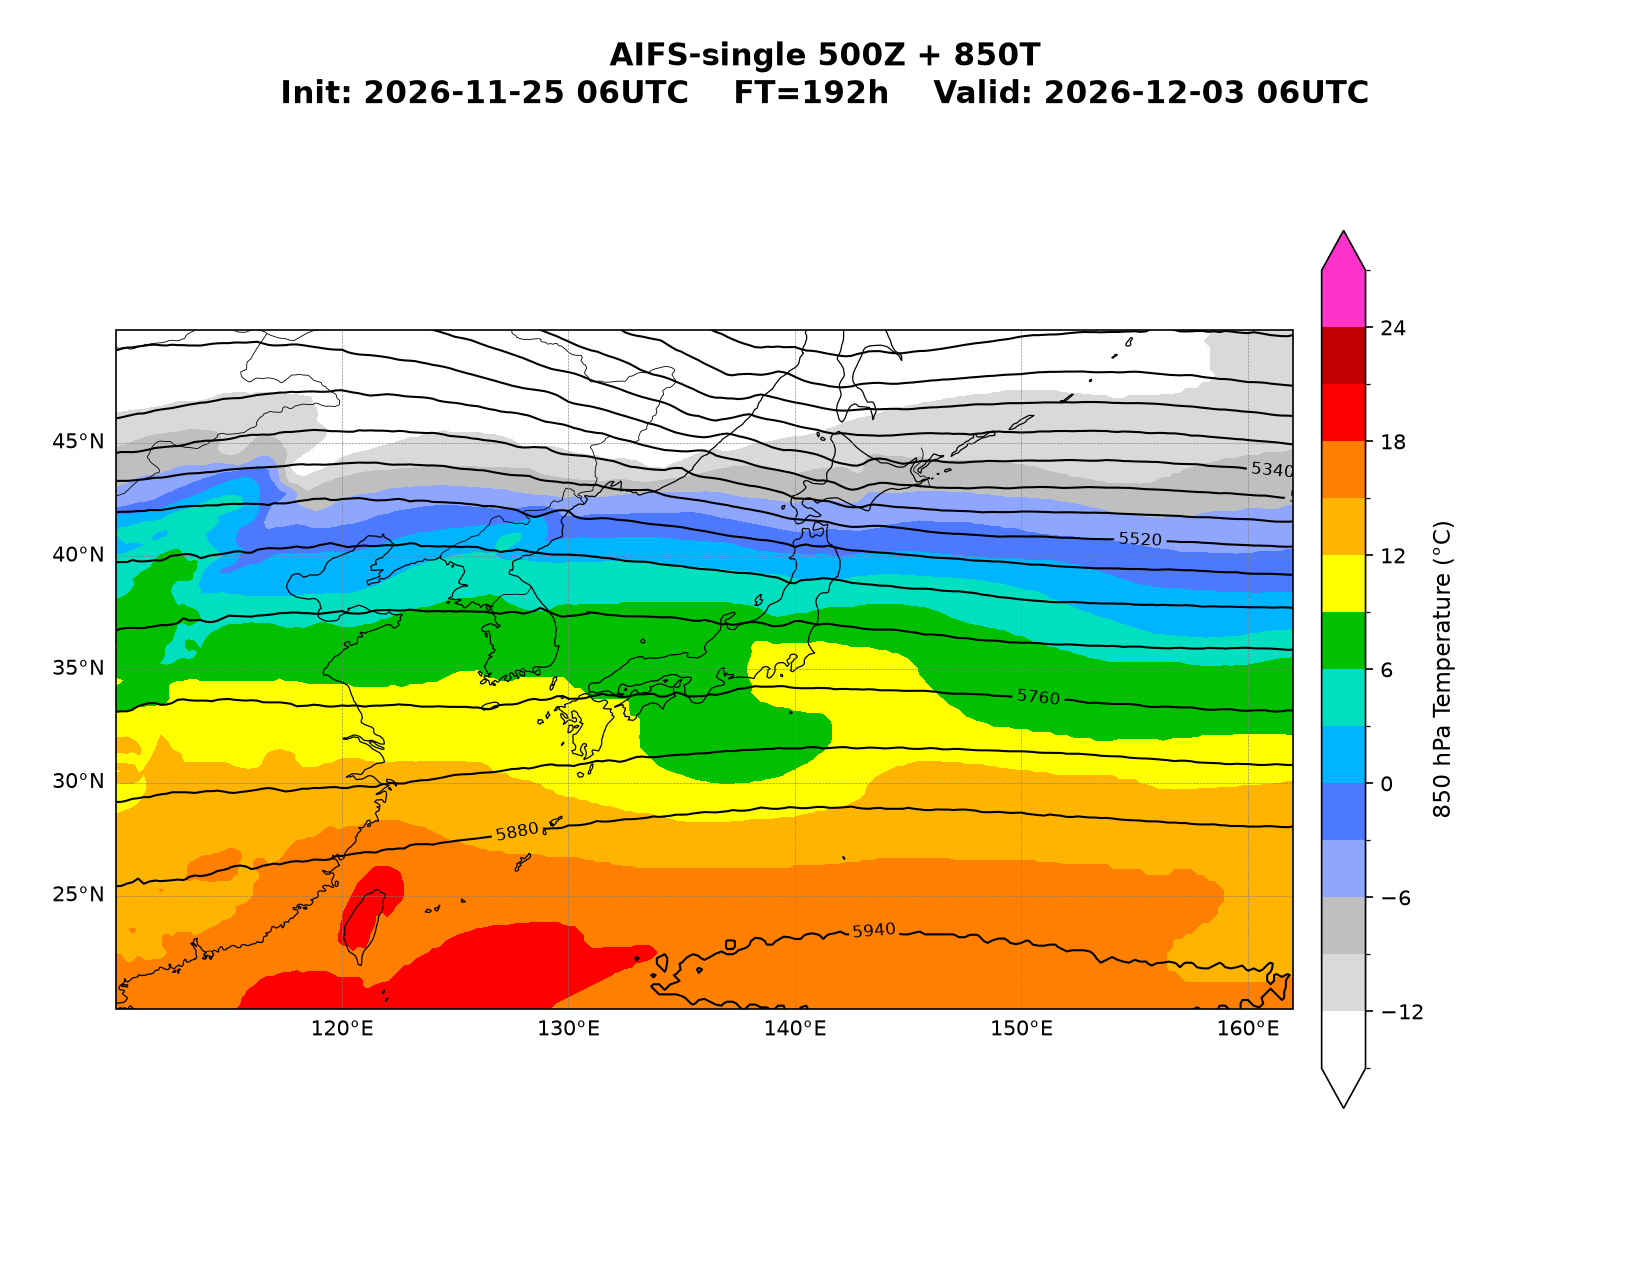 AIFS-single 500Z + 850T
Init: 2026-11-25 06UTC FT=192h Valid: 2026-12-03 06UTC
24
18
12
6
0
−6
−12
850 hPa Temperature (°C)
45°N
40°N
35°N
30°N
25°N
5340
5520
5760
5880
5940
120°E
130°E
140°E
150°E
160°E